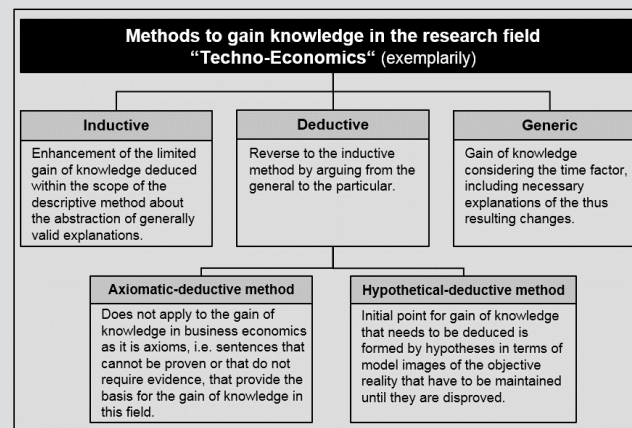 Methods to gain knowledge in the research field
“Techno-Economics“ (exemplarily)
Inductive
Enhancement of the limited
gain of knowledge deduced
within the scope of the
descriptive method about
the abstraction of generally
valid explanations.
Deductive
Reverse to the inductive
method by arguing from the
general to the particular.
Generic
Gain of knowledge
considering the time factor,
including necessary
explanations of the thus
resulting changes.
Axiomatic-deductive method
Does not apply to the gain of
knowledge in business economics
as it is axioms, i.e. sentences that
cannot be proven or that do not
require evidence, that provide the
basis for the gain of knowledge in
this field.
Hypothetical-deductive method
Initial point for gain of knowledge
that needs to be deduced is
formed by hypotheses in terms of
model images of the objective
reality that have to be maintained
until they are disproved.